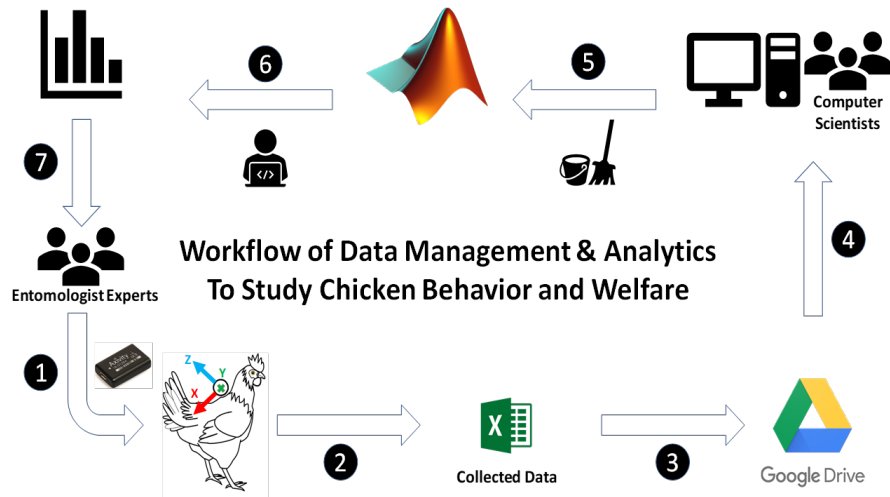 6
5
Computer
Scientists
7
Workflow of Data Management & Analytics
To Study Chicken Behavior and Welfare
4
Entomologist Experts
1
Axivity
Z
Y
X
X
2
Collected Data
3
Google Drive